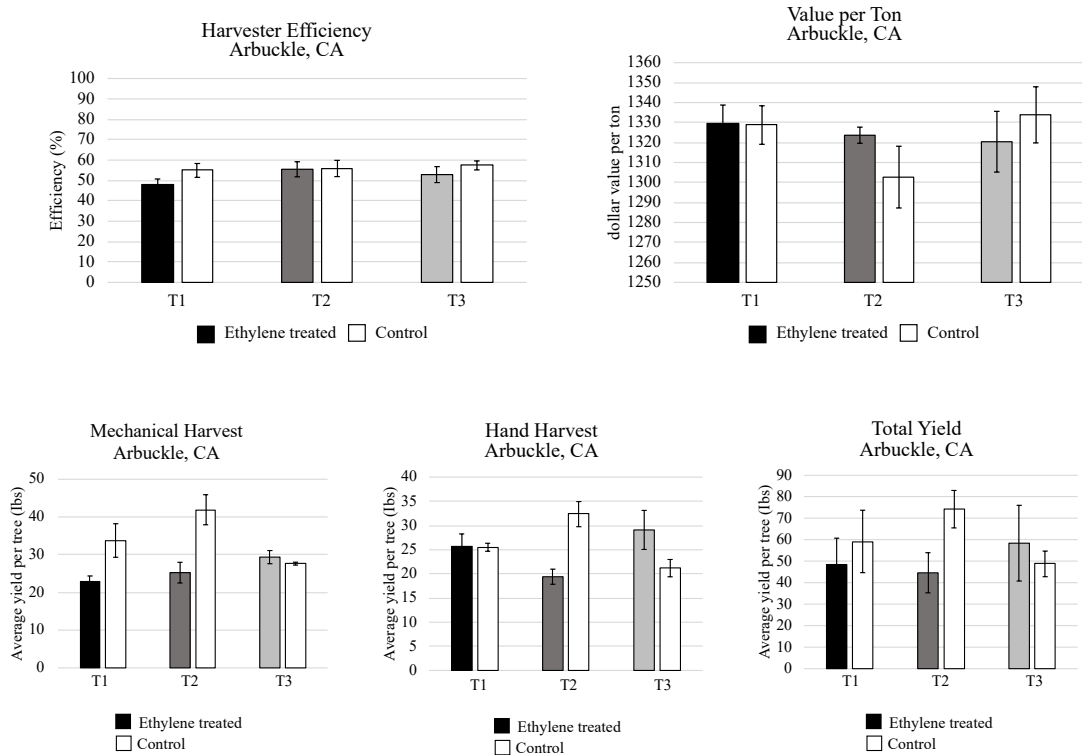 Harvester Efficiency
Arbuckle, CA
Efficiency (%)
100
90
80
70
60
50
40
30
20
10
0
T1 T2 T3
Ethylene treated Control
Value per Ton
Arbuckle, CA
dollar value per ton
1360
1350
1340
1330
1320
1310
1300
1290
1280
1270
1260
1250
T1 T2 T3
Ethylene treated Control
Mechanical Harvest
Arbuckle, CA
Average yield per tree (Ibs)
50
40
30
20
10
0
T1 T2 T3
Ethylene treated
Control
Hand Harvest
Arbuckle, CA
Average yield per tree (Ibs)
40
35
30
25
20
15
10
5
0
T1 T2 T3
Ethylene treated
Control
Total Yield
Arbuckle, CA
Average yield per tree (Ibs)
90
80
70
60
50
40
30
20
10
0
T1 T2 T3
Ethylene treated
Control